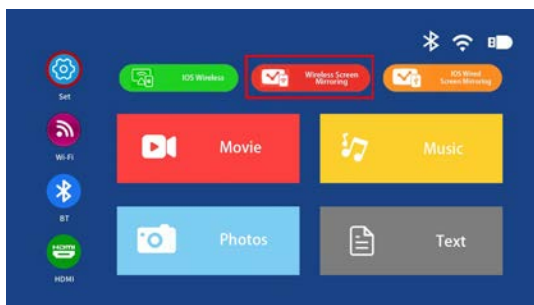 IOS Wireless
Wireless Screen
Mirroring
IOS Wired
Screen Mirroring
Set
Wi-Fi
BT
HDMI
HDMI
Movie
Music
Photos
Text